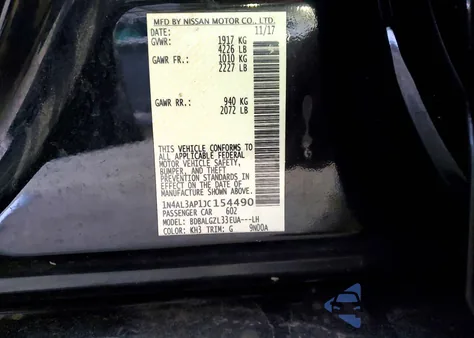 MFD BY NISSAN MOTOR CO., LTD.
DATE: 11/17
GVWR: 1917 KG
4226 LB
GAWR FR.: 1010 KG
2227 LB
GAWR RR.: 940 KG
2072 LB
THIS VEHICLE CONFORMS TO
ALL APPLICABLE FEDERAL
MOTOR VEHICLE SAFETY,
BUMPER, AND THEFT
PREVENTION STANDARDS
IN EFFECT ON THE DATE OF
MANUFACTURE SHOWN ABOVE.
1N4AL3AP1JC154490
PASSENGER CAR 602
MODEL: BDBALGZL33EUA---LH
COLOR: KH3 TRIM: G 9N00A